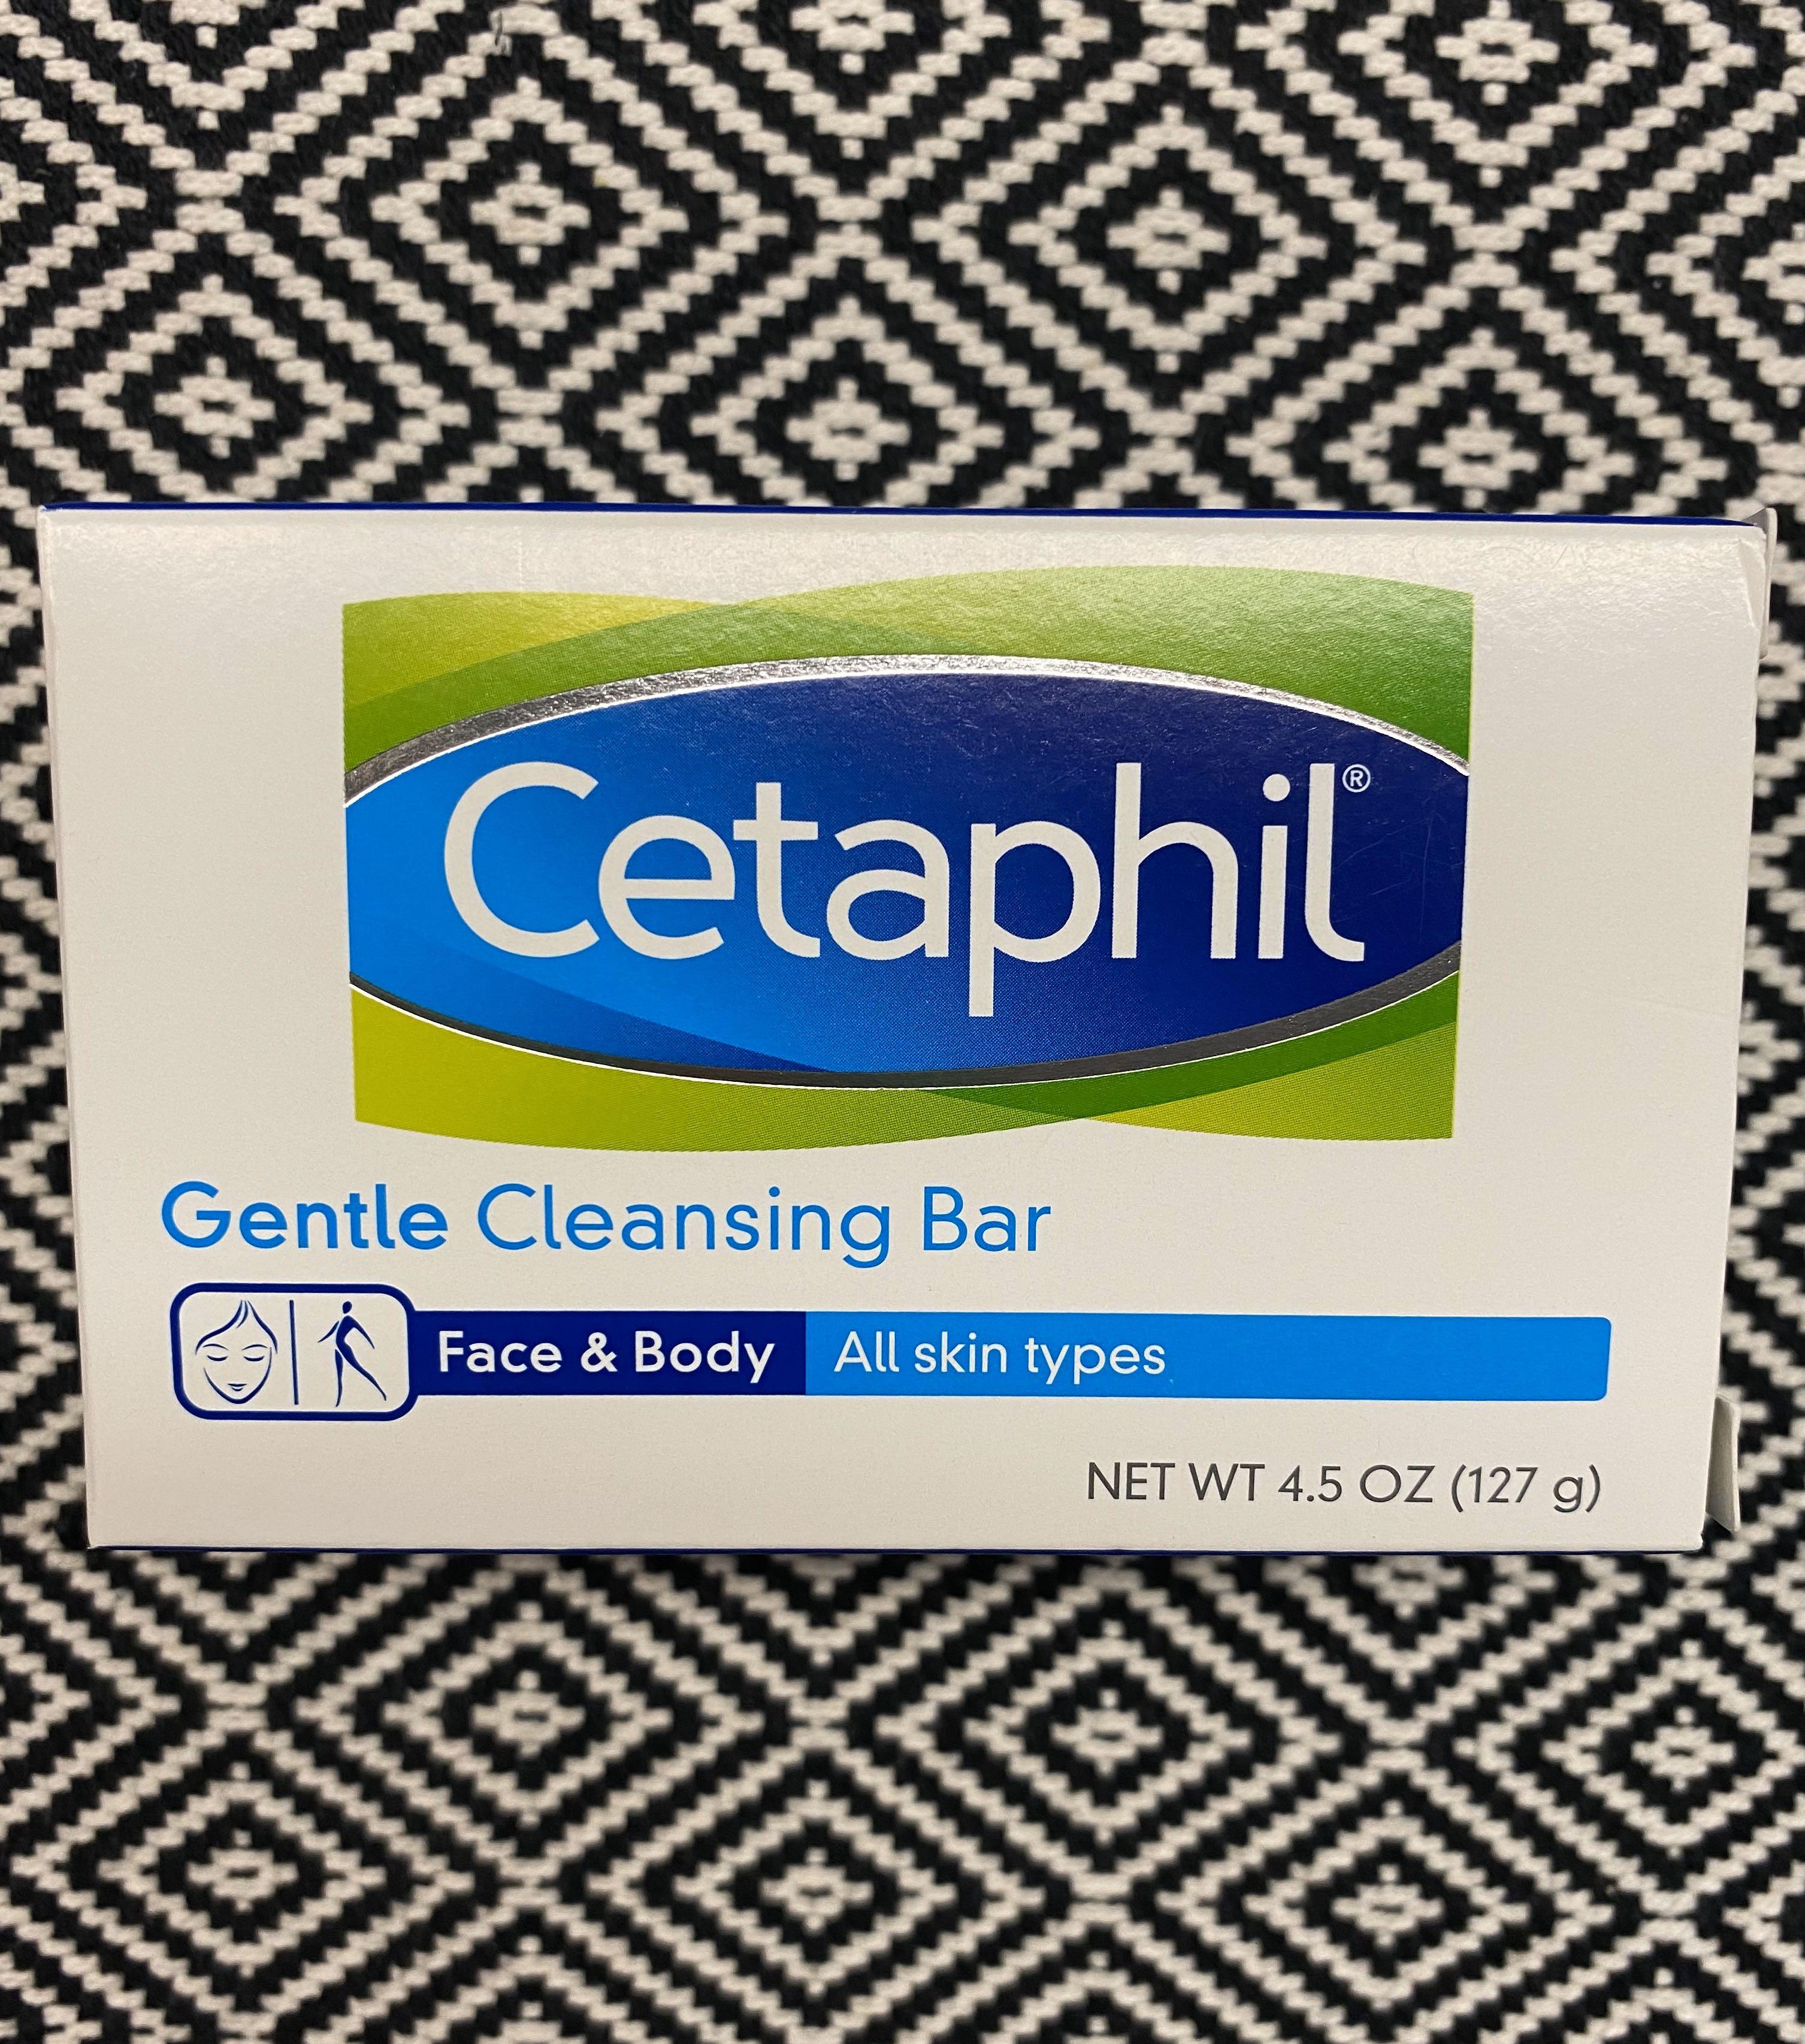 Cetaphil®
Gentle Cleansing Bar
Face & Body All skin types
NET WT 4.5 OZ (127 g)